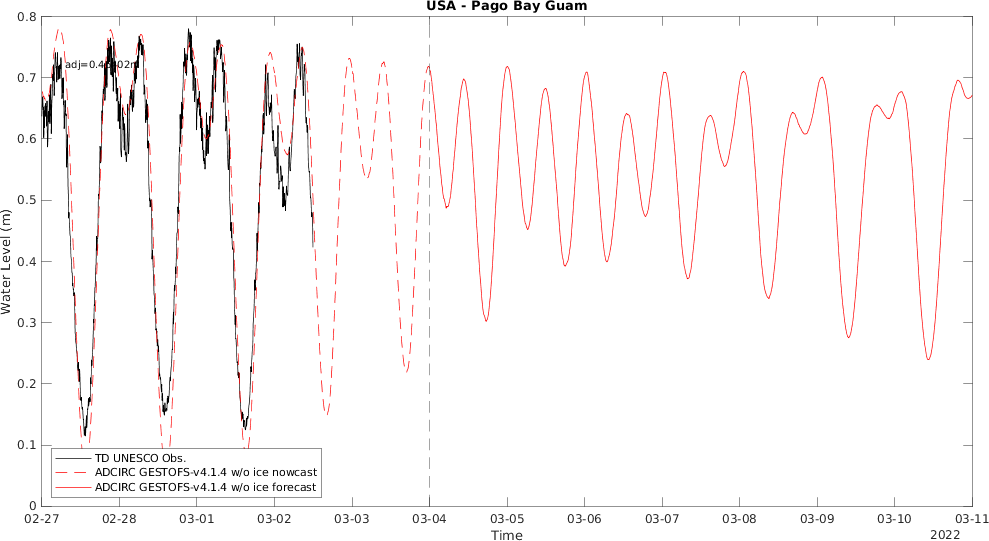 USA - Pago Bay Guam
0.8
0.7
0.6
0.5
0.4
0.3
0.2
0.1
0
Water Level (m)
TD UNESCO Obs.
ADCIRC GESTOFS-v4.1.4 w/o ice nowcast
ADCIRC GESTOFS-v4.1.4 w/o ice forecast
02-27 02-28 03-01 03-02 03-03 03-04 03-05 03-06 03-07 03-08 03-09 03-10 03-11
Time
2022